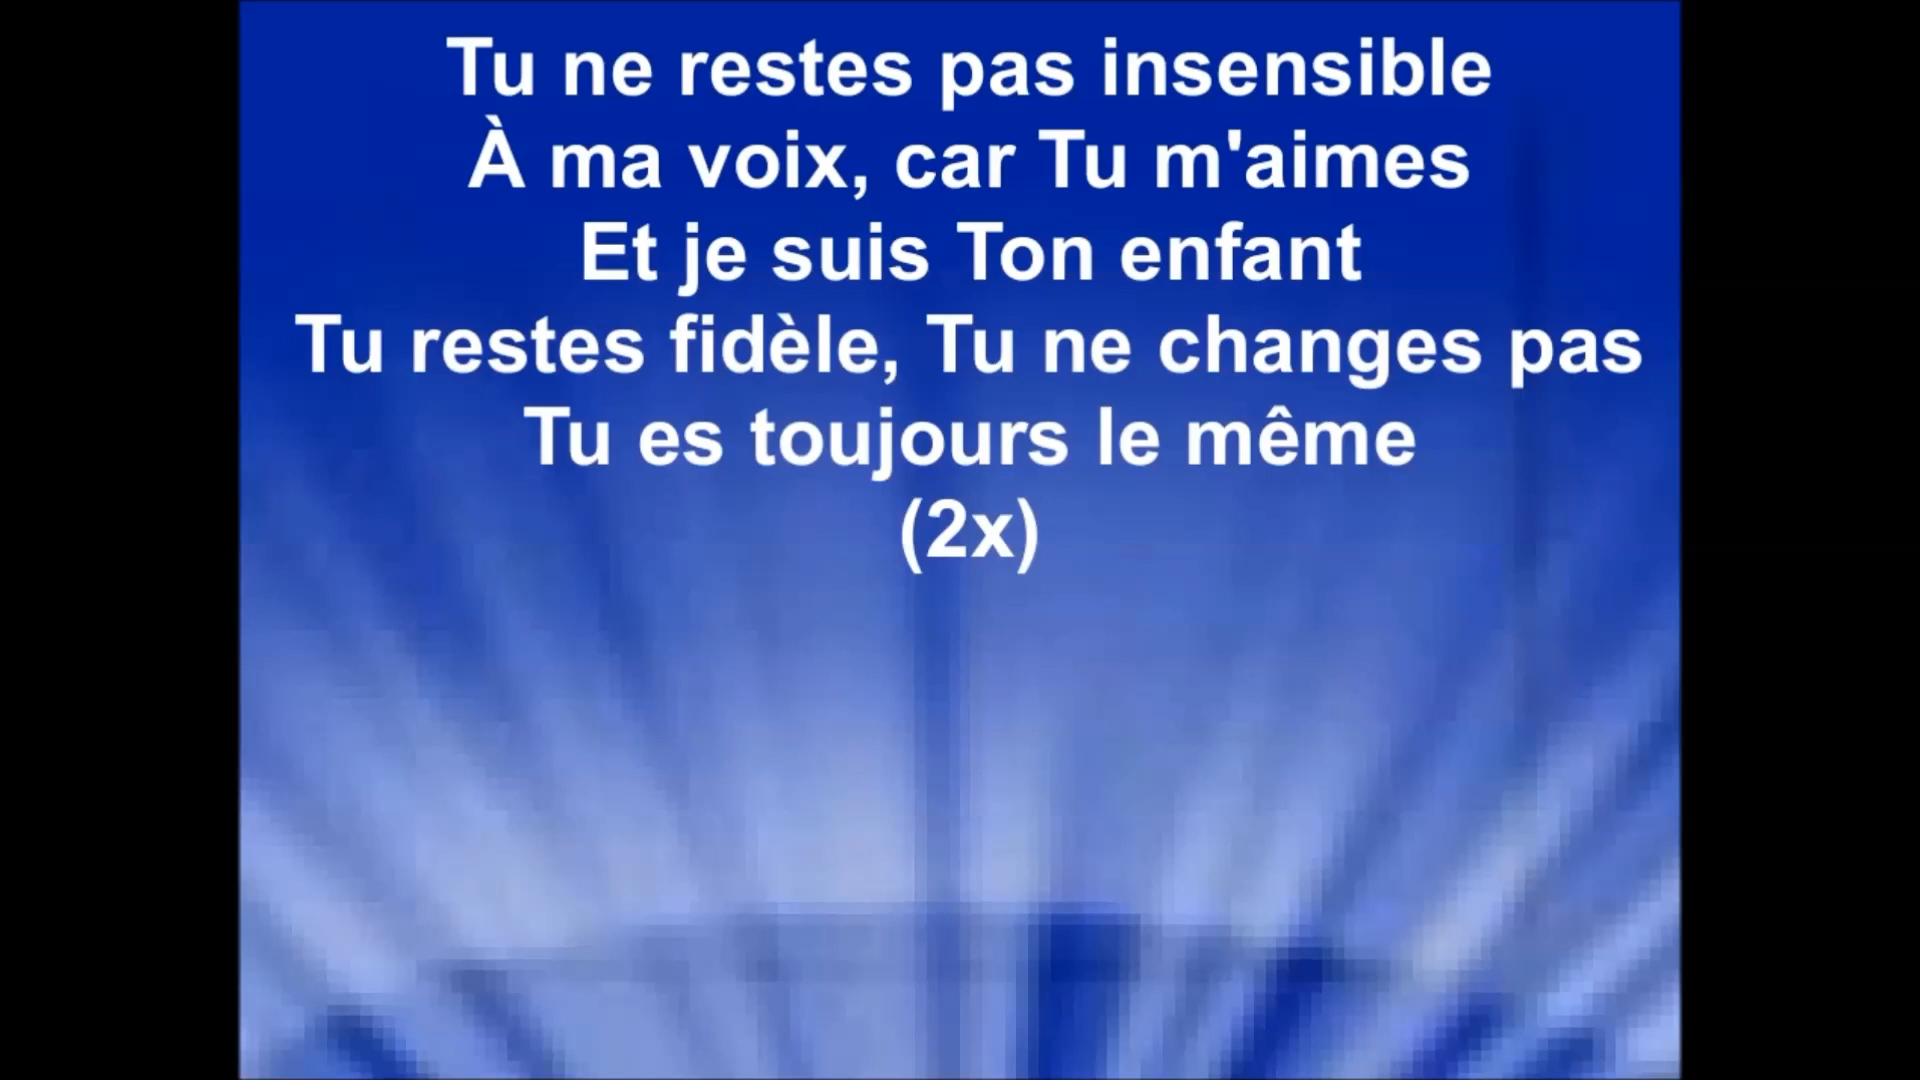 Tu ne restes pas insensible
À ma voix, car Tu m'aimes
Et je suis Ton enfant
Tu restes fidèle, Tu ne changes pas
Tu es toujours le même
(2x)